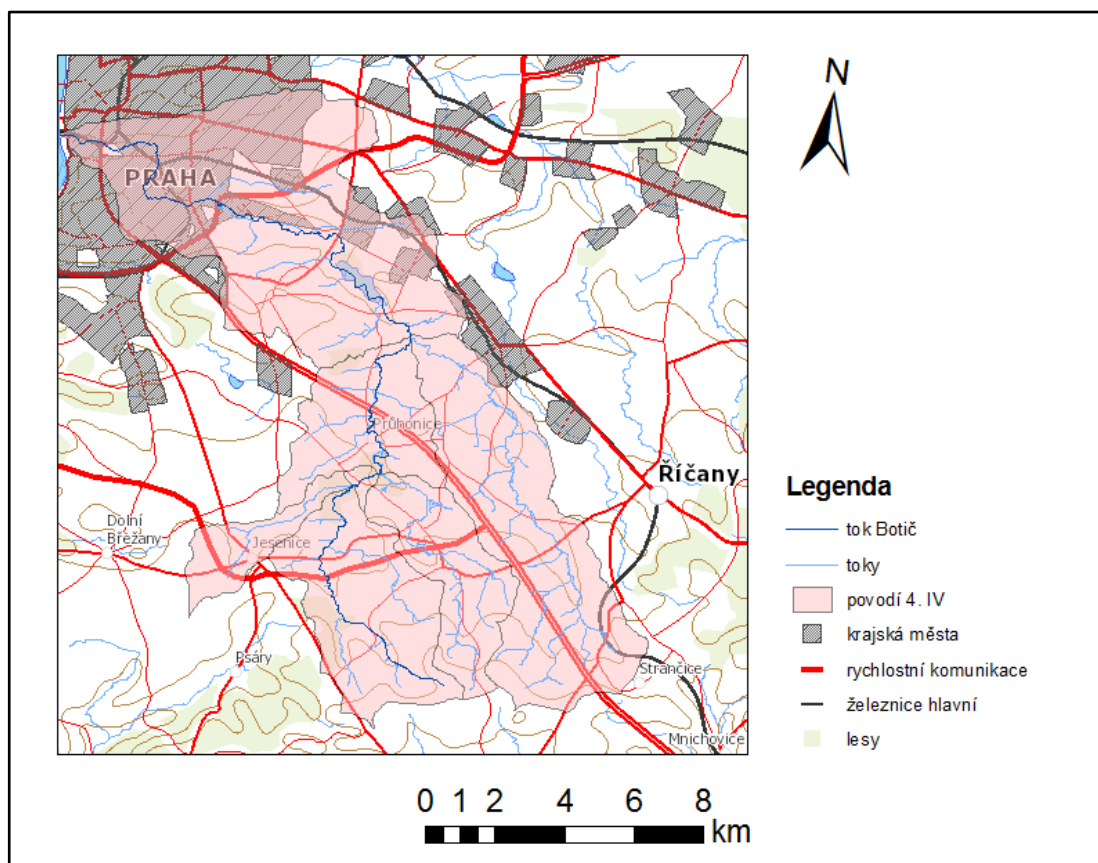 N
PRAHA
Průhonice
Říčany
Dolní
Břežany
Jesenice
Psáry
Strančice
Mnichovice
Legenda
tok Botič
toky
povodí 4. IV
krajská města
rychlostní komunikace
železnice hlavní
lesy
0 1 2 4 6 8
km